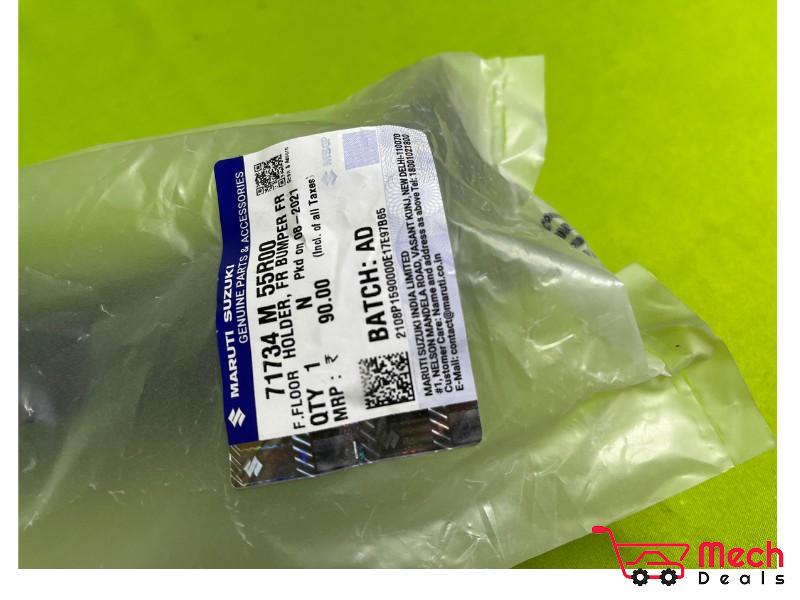 MARUTI SUZUKI
GENUINE PARTS & ACCESSORIES
71734 M 55R00
F.FLOOR HOLDER, FR BUMPER, FR
QTY 1 N Pkd on 08-2021
MRP : ₹ 90.00 (Incl. of all Taxes)
BATCH: AD
2108P1590000E17E97B65
MARUTI SUZUKI INDIA LIMITED
#1, NELSON MANDELA ROAD, VASANT KUNJ, NEW DELHI-110070
Customer Care: Name and address as above Tel: 18001021800
E-Mail: contact@maruti.co.in
Mech
Deals